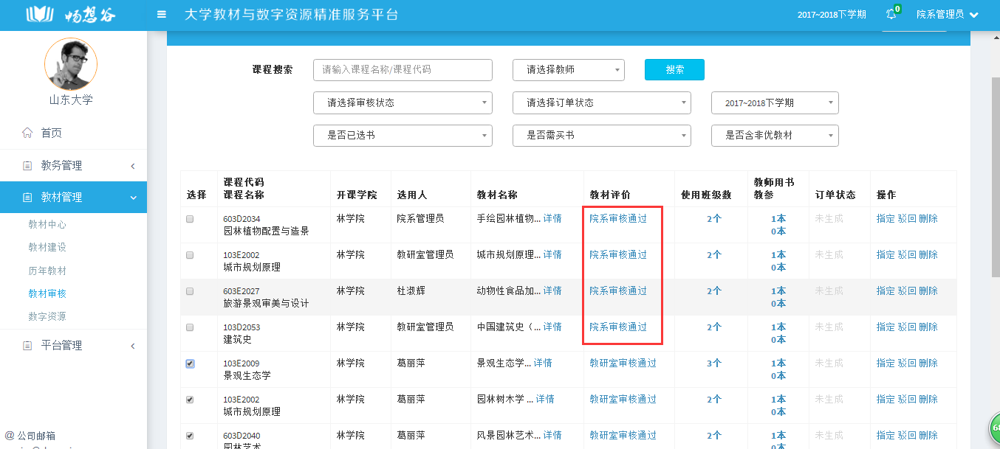 畅想谷
大学教材与数字资源精准服务平台
2017~2018下学期
0
院系管理员
山东大学
首页
教务管理
教材管理
教材中心
教材建设
历年教材
教材审核
数字资源
平台管理
@ 公司邮箱
课程搜索 请输入课程名称/课程代码 请选择教师 搜索
请选择审核状态 请选择订单状态 2017~2018下学期
是否已选书 是否需买书 是否含非优教材
选择 课程代码 课程名称 开课学院 选用人 教材名称 教材评价 使用班级数 教师用书 教参 订单状态 操作
603D2034 林学院 院系管理员 手绘园林植物... 详情 院系审核通过 2个 1本 未生成 指定 驳回 删除
园林植物配置与造景 0本
103E2002 林学院 教研室管理员 城市规划原理... 详情 院系审核通过 2个 1本 未生成 指定 驳回 删除
城市规划原理 0本
603E2027 林学院 杜淑辉 动物性食品加... 详情 院系审核通过 2个 1本 未生成 指定 驳回 删除
旅游景观审美与设计 0本
103D2053 林学院 教研室管理员 中国建筑史（... 详情 院系审核通过 2个 1本 未生成 指定 驳回 删除
建筑史 0本
103E2009 林学院 葛丽萍 景观生态学... 详情 教研室审核通过 3个 1本 未生成 指定 驳回 删除
景观生态学 0本
103E2002 林学院 葛丽萍 园林树木学 ... 详情 教研室审核通过 2个 1本 未生成 指定 驳回 删除
城市规划原理 0本
603D2040 林学院 葛丽萍 风景园林艺术... 详情 教研室审核通过 2个 1本 未生成 指定 驳回 删除
园林艺术 0本